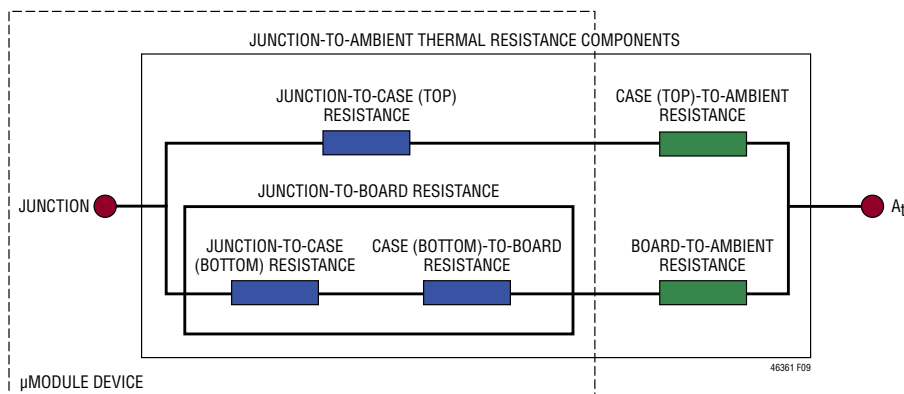 JUNCTION-TO-AMBIENT THERMAL RESISTANCE COMPONENTS
JUNCTION-TO-CASE (TOP)
RESISTANCE
CASE (TOP)-TO-AMBIENT
RESISTANCE
JUNCTION-TO-BOARD RESISTANCE
JUNCTION
At
JUNCTION-TO-CASE
(BOTTOM) RESISTANCE
CASE (BOTTOM)-TO-BOARD
RESISTANCE
BOARD-TO-AMBIENT
RESISTANCE
46361 F09
µMODULE DEVICE